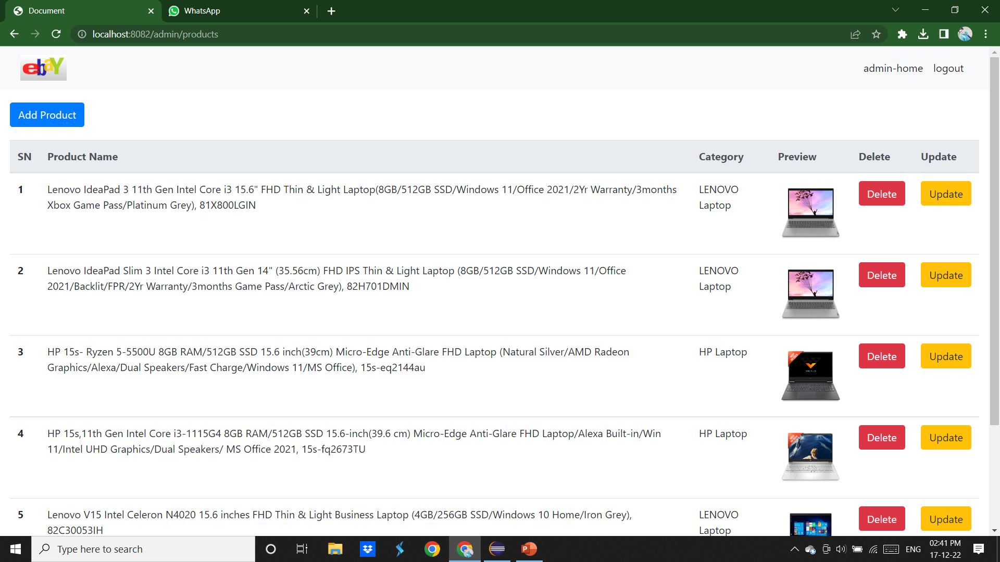 Document
WhatsApp
localhost:8082/admin/products
ebay
admin-home logout
Add Product
SN Product Name Category Preview Delete Update
1 Lenovo IdeaPad 3 11th Gen Intel Core i3 15.6" FHD Thin & Light Laptop(8GB/512GB SSD/Windows 11/Office 2021/2Yr Warranty/3months LENOVO Delete Update
Xbox Game Pass/Platinum Grey), 81X800LGIN Laptop
2 Lenovo IdeaPad Slim 3 Intel Core i3 11th Gen 14" (35.56cm) FHD IPS Thin & Light Laptop (8GB/512GB SSD/Windows 11/Office LENOVO Delete Update
2021/Backlit/FPR/2Yr Warranty/3months Game Pass/Arctic Grey), 82H701DMIN Laptop
3 HP 15s- Ryzen 5-5500U 8GB RAM/512GB SSD 15.6 inch(39cm) Micro-Edge Anti-Glare FHD Laptop (Natural Silver/AMD Radeon HP Laptop Delete Update
Graphics/Alexa/Dual Speakers/Fast Charge/Windows 11/MS Office), 15s-eq2144au
VICTUS
4 HP 15s,11th Gen Intel Core i3-1115G4 8GB RAM/512GB SSD 15.6-inch(39.6 cm) Micro-Edge Anti-Glare FHD Laptop/Alexa Built-in/Win HP Laptop Delete Update
11/Intel UHD Graphics/Dual Speakers/ MS Office 2021, 15s-fq2673TU
5 Lenovo V15 Intel Celeron N4020 15.6 inches FHD Thin & Light Business Laptop (4GB/256GB SSD/Windows 10 Home/Iron Grey), LENOVO Delete Update
82C30053IH Laptop
Type here to search
ENG
02:41 PM
17-12-22